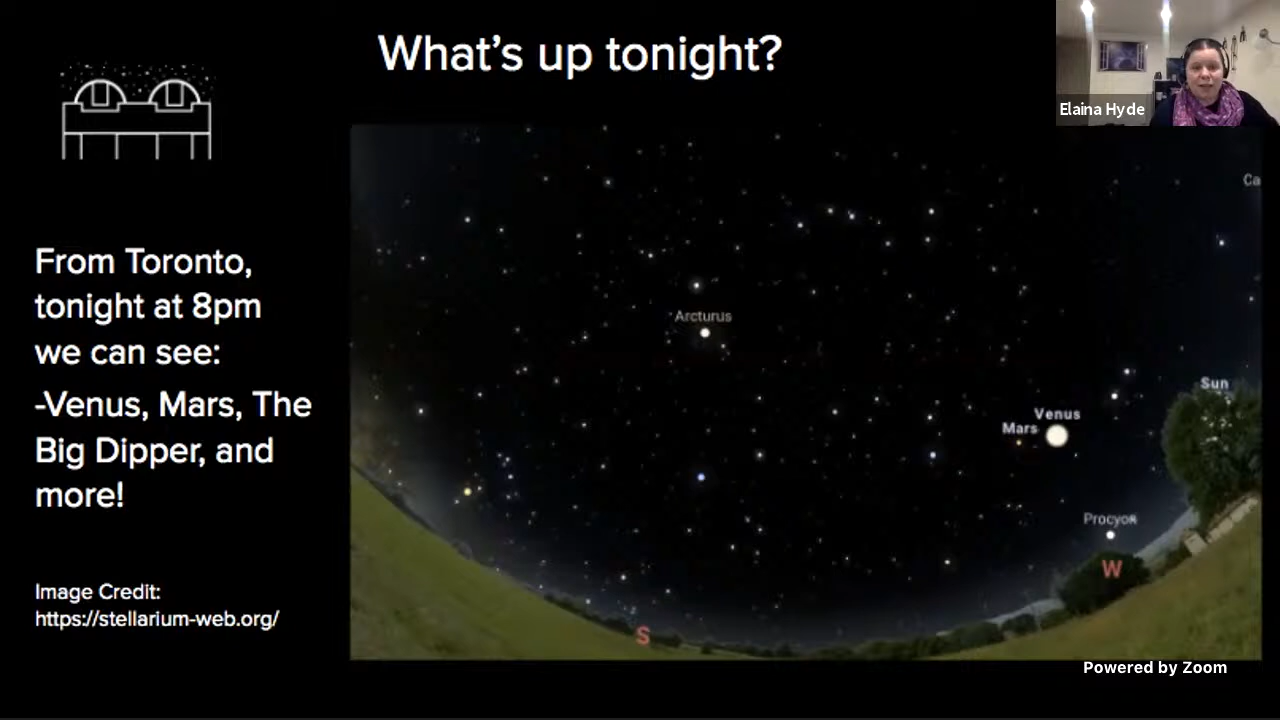 What's up tonight?
Elaina Hyde
From Toronto,
tonight at 8pm
we can see:
-Venus, Mars, The
Big Dipper, and
more!
Image Credit:
https://stellarium-web.org/
Ca
Arcturus
Sun
Venus
Mars
Procyon
W
S
Powered by Zoom